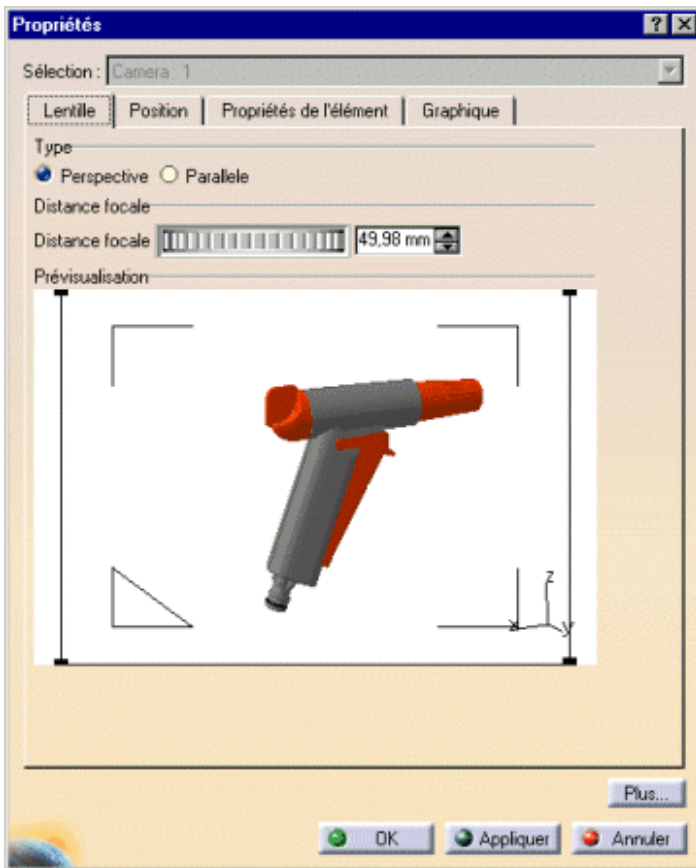 Propriétés
Sélection : Camera 1
Lentille Position Propriétés de l'élément Graphique
Type
Perspective Parallele
Distance focale
Distance focale 49,98 mm
Prévisualisation
z
x y
Plus...
OK Appliquer Annuler